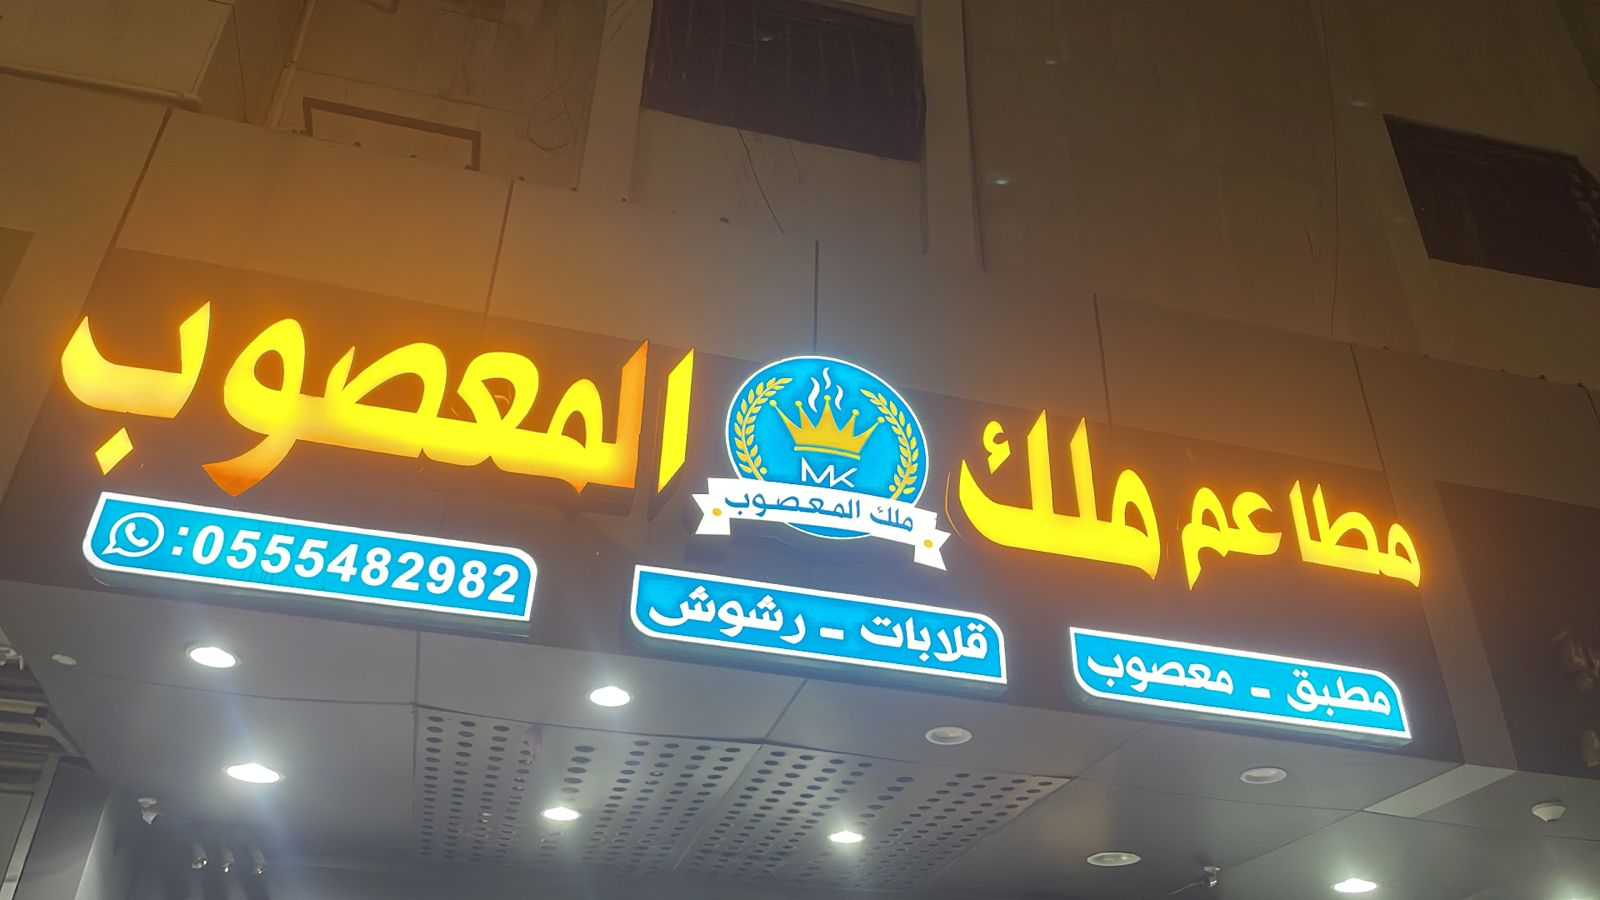 مطاعم ملك المعصوب
MK
ملك المعصوب
مطبق - معصوب
قلابات - رشوش
0555482982: